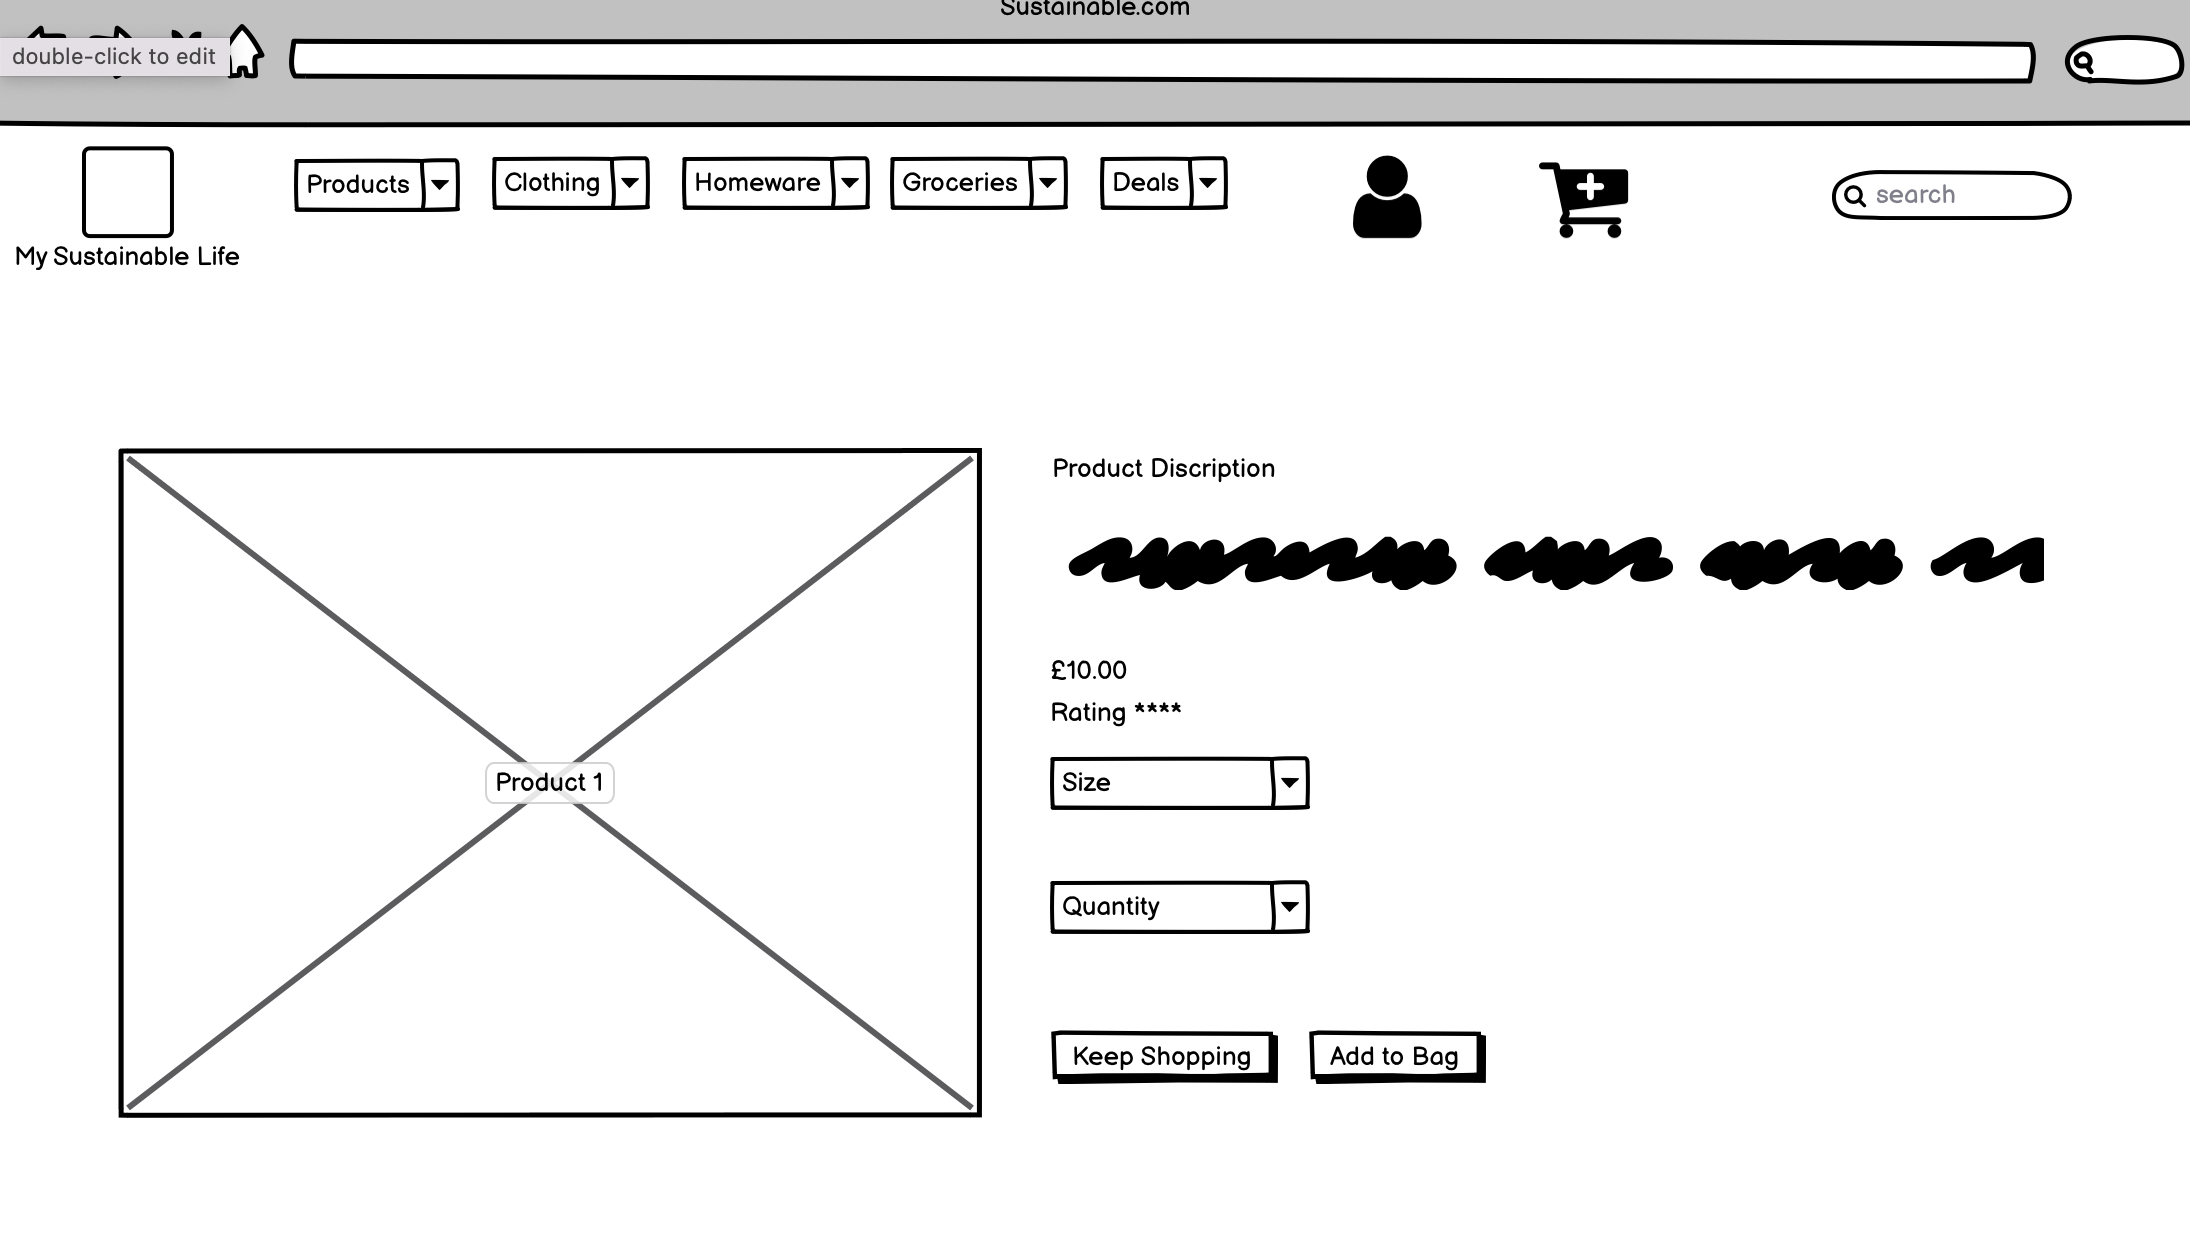 Sustainable.com
double-click to edit
Products Clothing Homeware Groceries Deals
search
My Sustainable Life
Product Discription
£10.00
Rating ****
Size
Product 1
Quantity
Keep Shopping Add to Bag